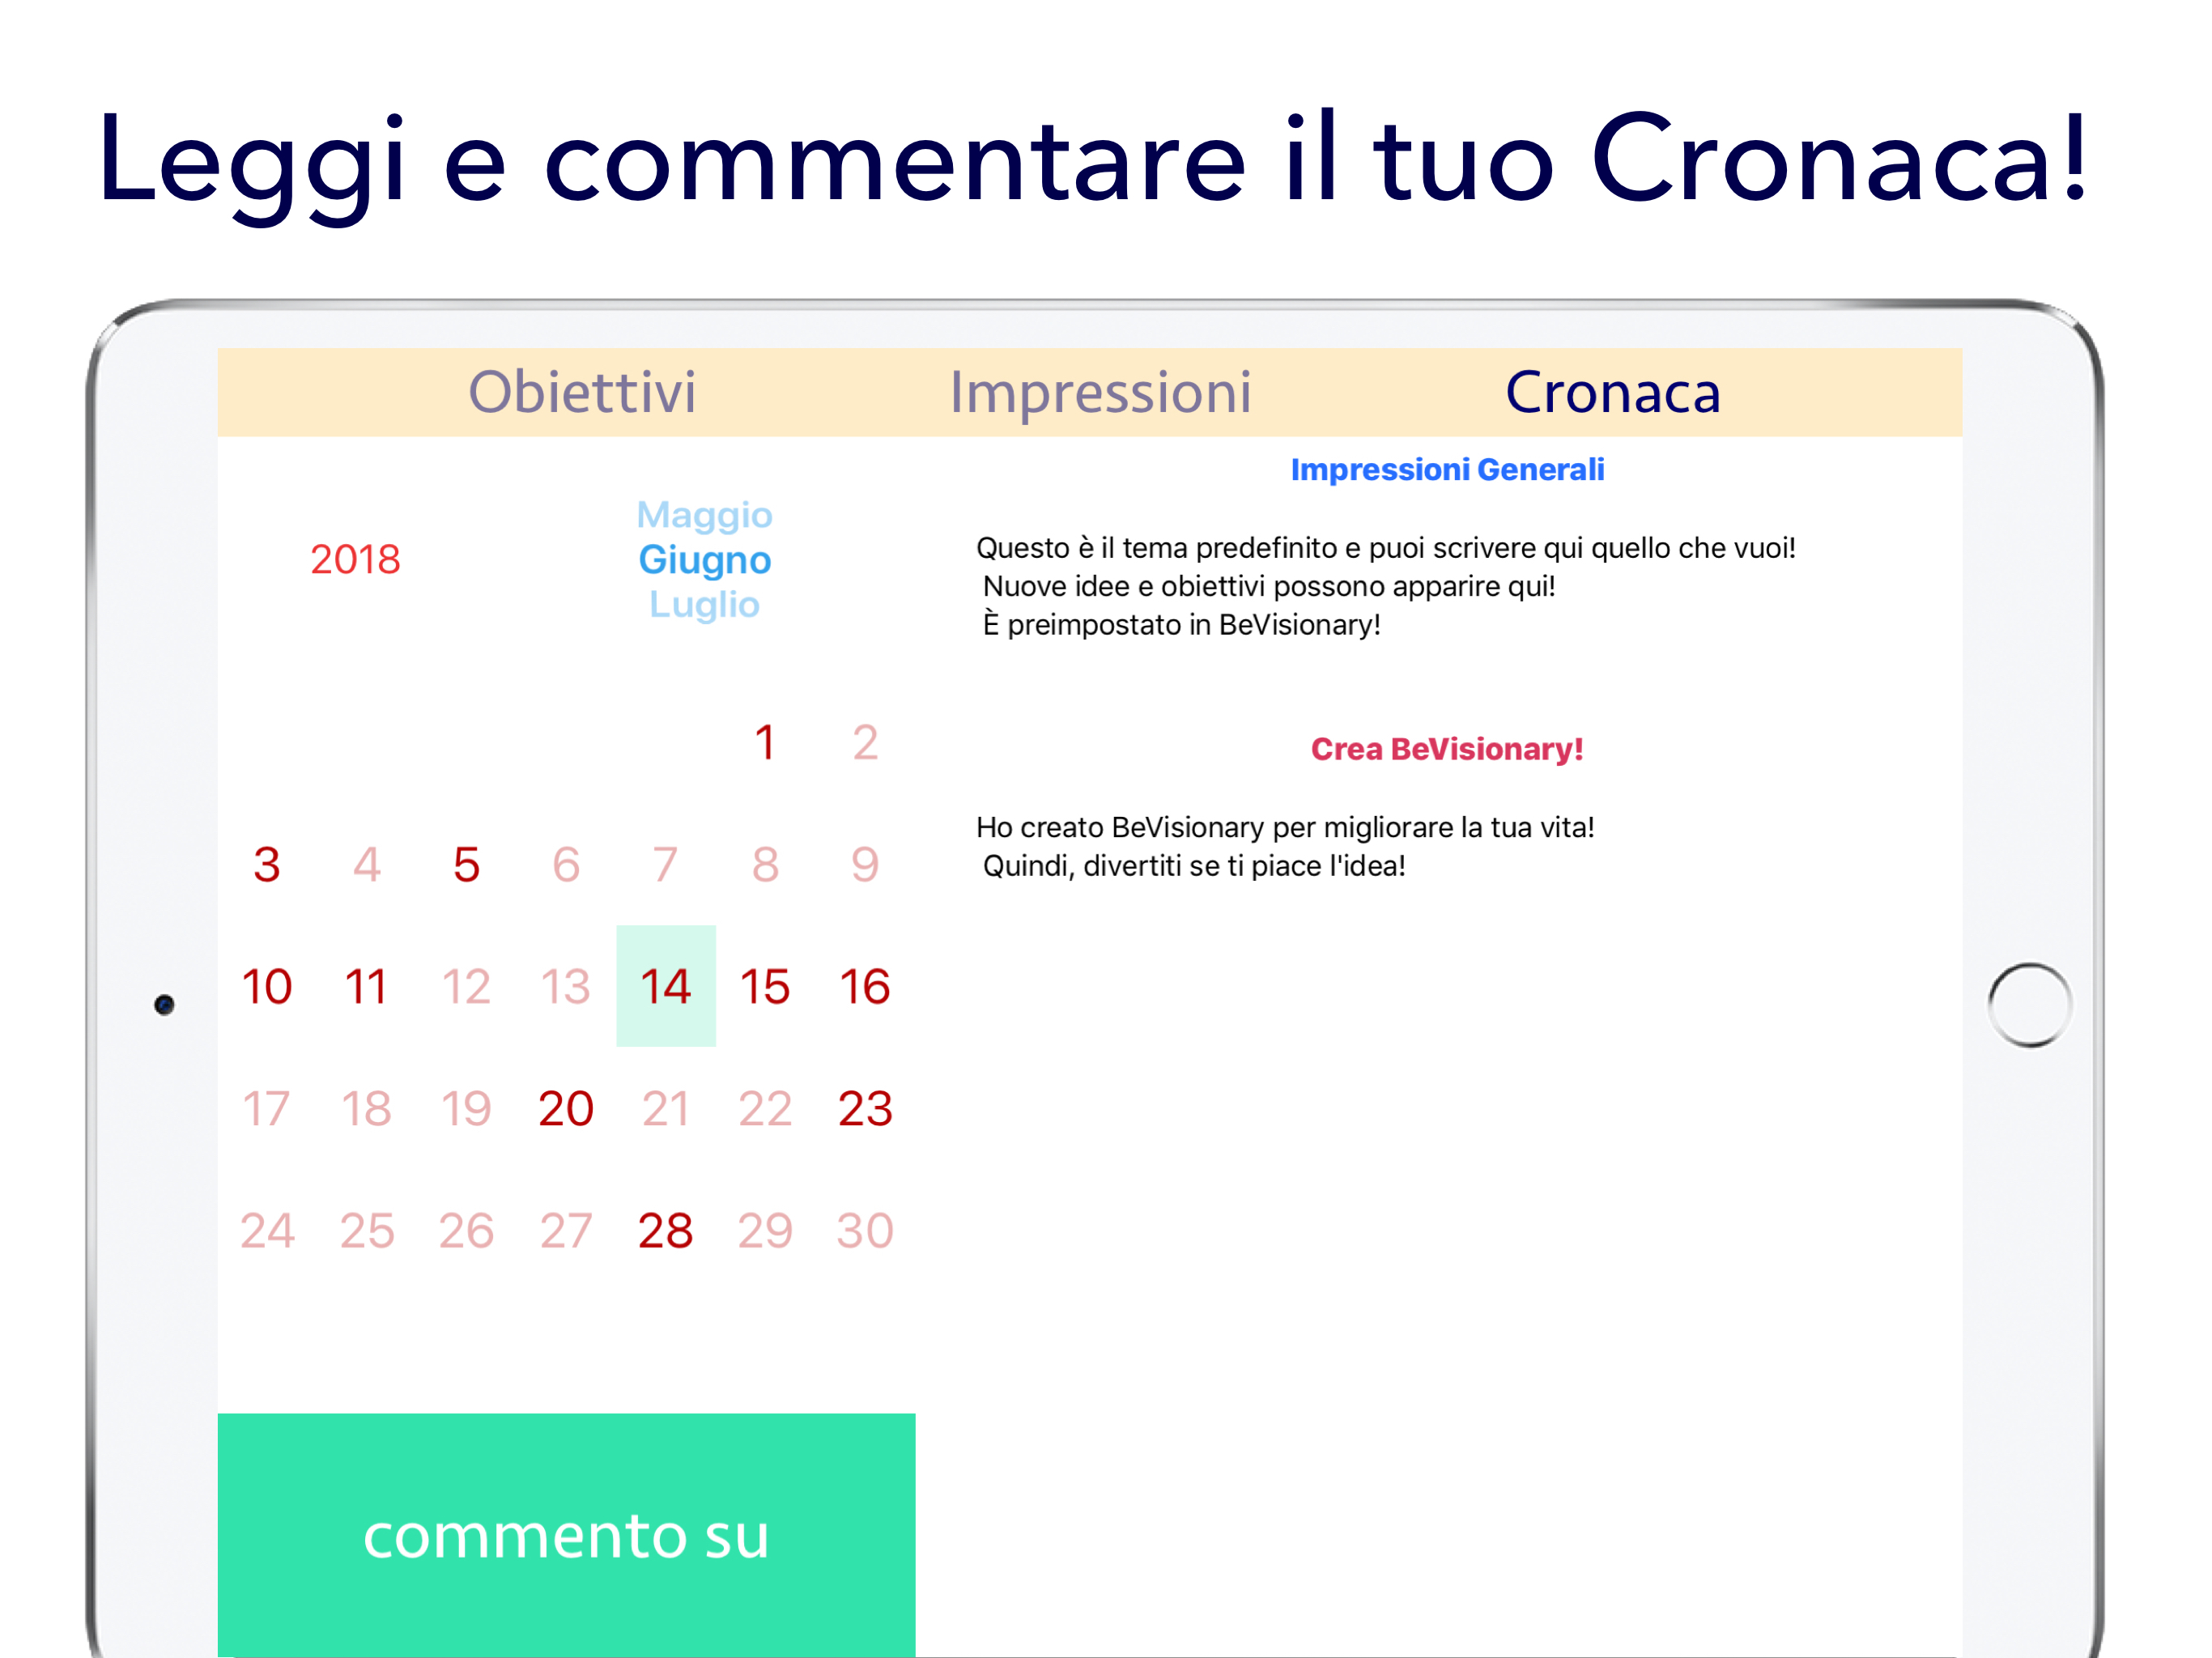 Leggi e commentare il tuo Cronaca!
Obiettivi Impressioni Cronaca
2018
Maggio
Giugno
Luglio
1 2
3 4 5 6 7 8 9
10 11 12 13 14 15 16
17 18 19 20 21 22 23
24 25 26 27 28 29 30
commento su
Impressioni Generali
Questo è il tema predefinito e puoi scrivere qui quello che vuoi!
Nuove idee e obiettivi possono apparire qui!
È preimpostato in BeVisionary!
Crea BeVisionary!
Ho creato BeVisionary per migliorare la tua vita!
Quindi, divertiti se ti piace l'idea!